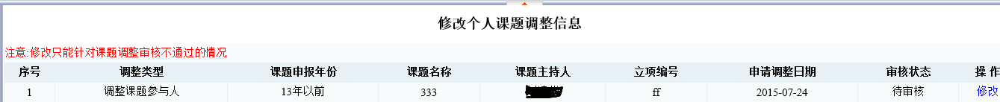 修改个人课题调整信息
注意:修改只能针对课题调整审核不通过的情况
序号 调整类型 课题申报年份 课题名称 课题主持人 立项编号 申请调整日期 审核状态 操 作
1 调整课题参与人 13年以前 333 ff 2015-07-24 待审核 修改